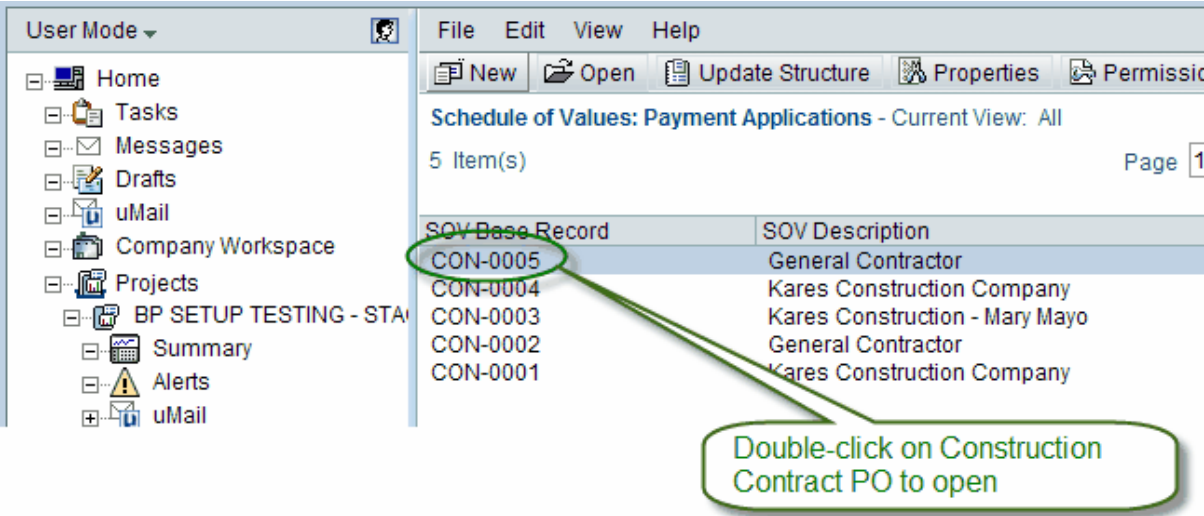 User Mode
File Edit View Help
Home
New Open Update Structure Properties
Tasks
Schedule of Values: Payment Applications - Current View: All
Messages
5 Item(s) Page 1
Drafts
uMail
SOV Base Record SOV Description
Company Workspace
CON-0005 General Contractor
Projects
CON-0004 Kares Construction Company
BP SETUP TESTING -
CON-0003 Kares Construction - Mary Mayo
Summary
CON-0002 General Contractor
Alerts
CON-0001 Kares Construction Company
uMail
Double-click on Construction
Contract PO to open